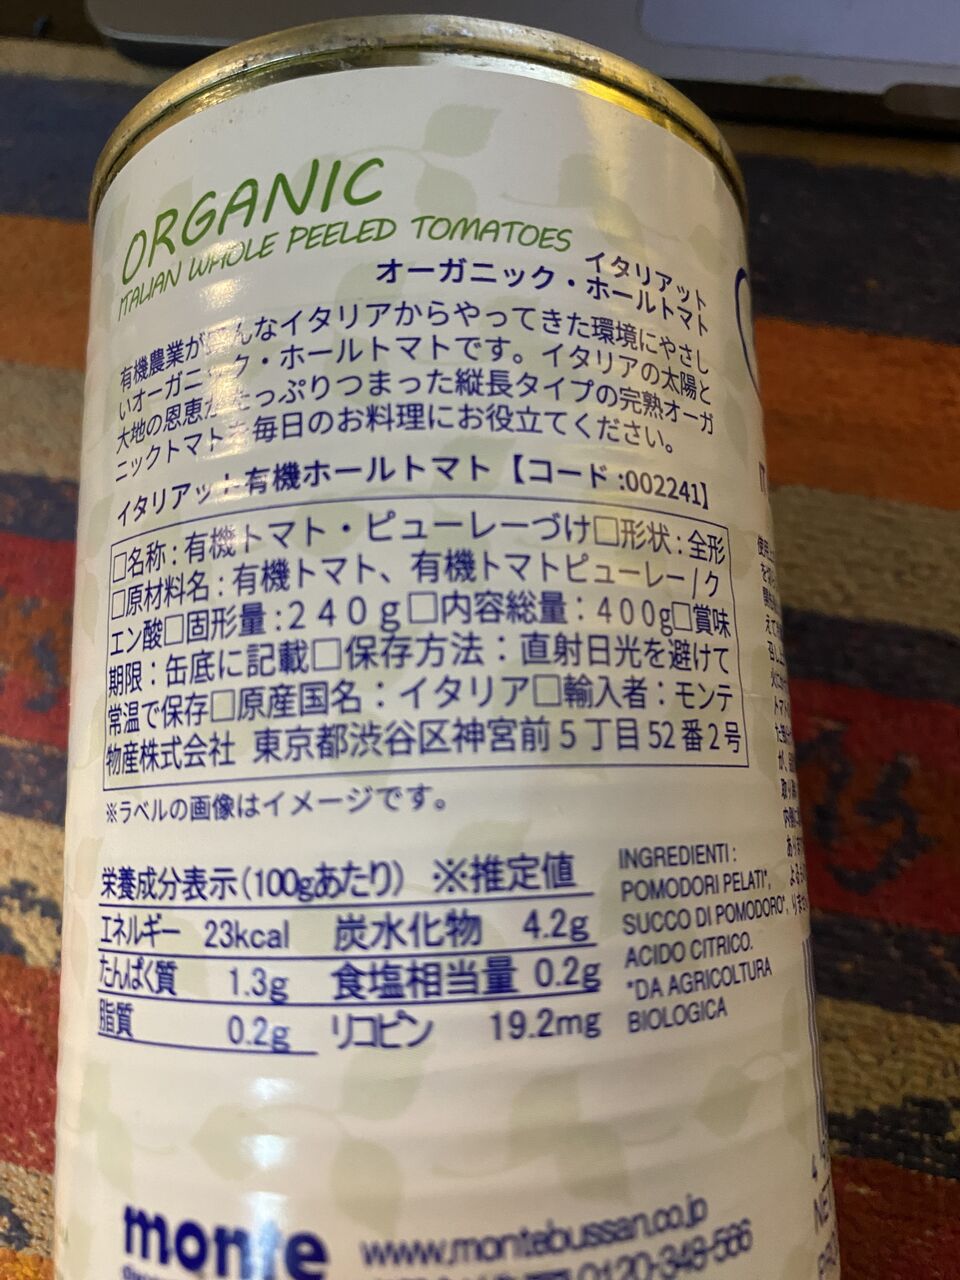 ORGANIC
ITALIAN WHOLE PEELED TOMATOES
イタリアット
オーガニック・ホールトマト
有機農業が んなイタリアからやってきた環境にやさし
いオーガニック・ホールトマトです。イタリアの太陽と
大地の恩恵がたっぷりつまった縦長タイプの完熟オーガ
ニックトマト 毎日のお料理にお役立てください。
イタリアット有機ホールトマト【コード:002241】
□名称:有機トマト・ピューレーづけ□形状:全形
□原材料名:有機トマト、有機トマトピューレー/ク
エン酸□固形量:240g□内容総量:400g□賞味
期限:缶底に記載□保存方法:直射日光を避けて
常温で保存□原産国名:イタリア□輸入者:モンテ
物産株式会社 東京都渋谷区神宮前5丁目52番2号
※ラベルの画像はイメージです。
栄養成分表示(100gあたり) ※推定値
エネルギー 23kcal 炭水化物 4.2g
たんぱく質 1.3g 食塩相当量 0.2g
脂質 0.2g リコピン 19.2mg
INGREDIENTI:
POMODORI PELATI*,
SUCCO DI POMODORO*,
ACIDO CITRICO.
*DA AGRICOLTURA
BIOLOGICA
monte
www.montebussan.co.jp
0120-348-566